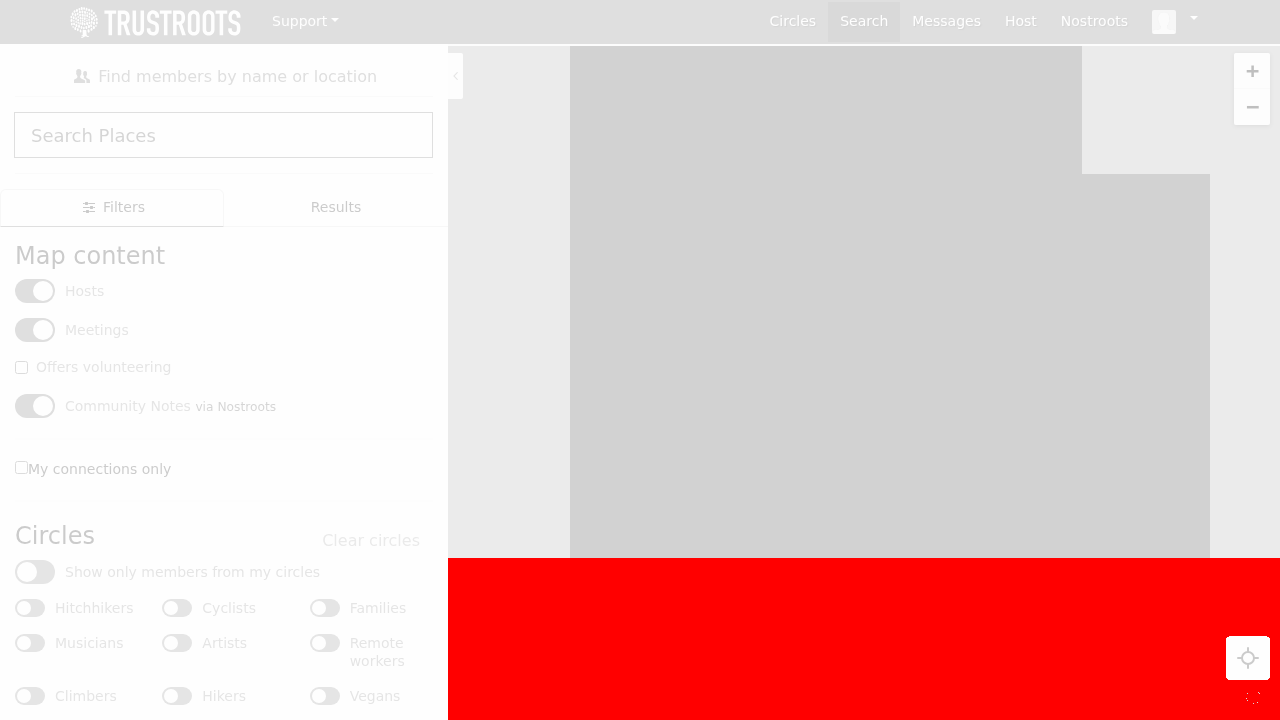 TRUSTROOTS Support Circles Search Messages Host Nostroots
Find members by name or location
Search Places
Filters Results
Map content
Hosts
Meetings
Offers volunteering
Community Notes via Nostroots
My connections only
Circles Clear circles
Show only members from my circles
Hitchhikers Cyclists Families
Musicians Artists Remote
workers
Climbers Hikers Vegans